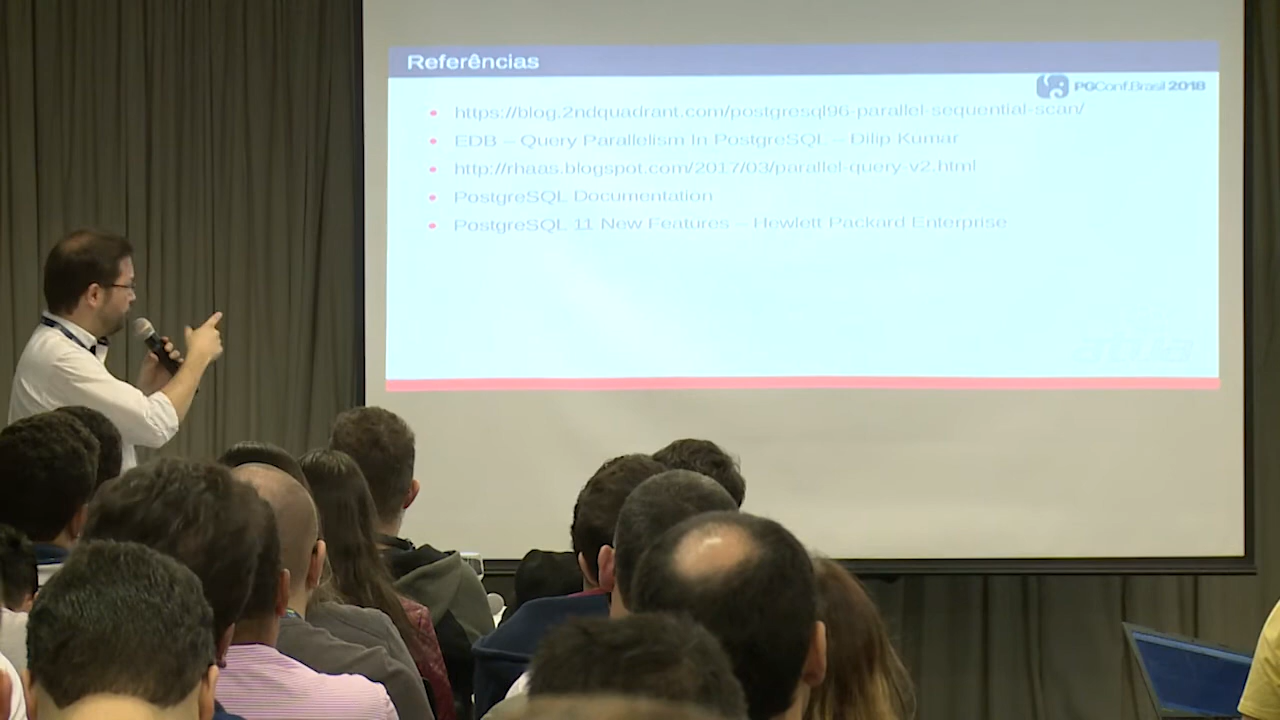 Referências
PGConf.Brasil 2018
https://blog.2ndquadrant.com/postgresql96-parallel-sequential-scan/
EDB – Query Parallelism In PostgreSQL – Dilip Kumar
http://rhaas.blogspot.com/2017/03/parallel-query-v2.html
PostgreSQL Documentation
PostgreSQL 11 New Features – Hewlett Packard Enterprise